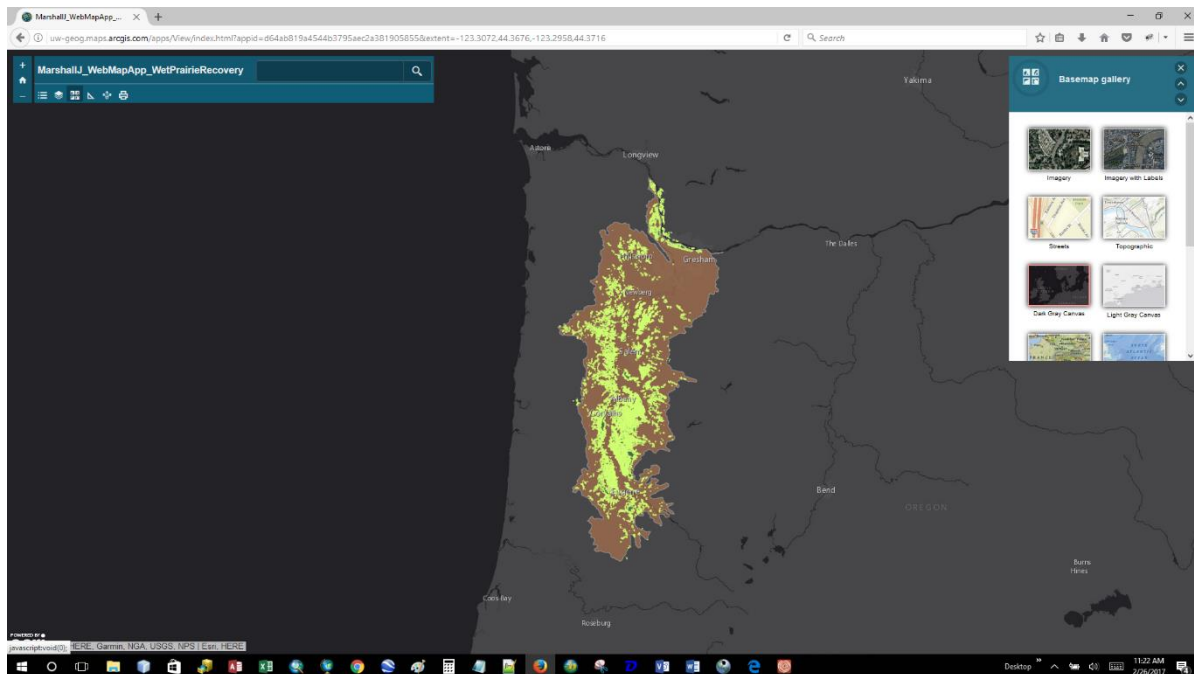 MarshallJ_WebMapApp_...
uw-geog.maps.arcgis.com/apps/View/index.html?appid=d64ab819a4544b3795aec2a381905855&extent=-123.3072,44.3676,-123.2958,44.3716
Search
MarshallJ_WebMapApp_WetPrairieRecovery
Basemap gallery
Imagery
Imagery with Labels
Streets
Topographic
Dark Gray Canvas
Light Gray Canvas
Yakima
Astoria
Longview
The Dalles
Gresham
Newberg
Albany
Corvallis
Bend
OREGON
Burns
Hines
Coos Bay
Roseburg
POWERED BY
javascript:void(0);
HERE, Garmin, NGA, USGS, NPS | Esri, HERE
Desktop
11:22 AM
2/26/2017